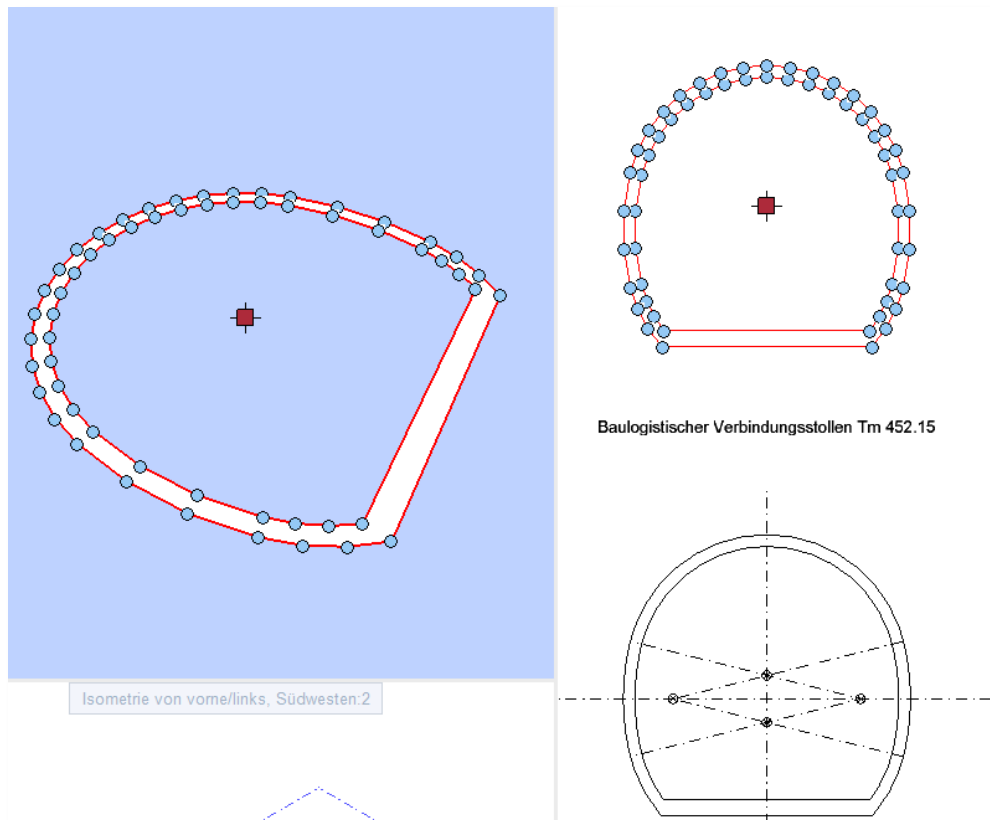 Baulogistischer Verbindungsstollen Tm 452.15
Isometrie von vorne/links, Südwesten:2